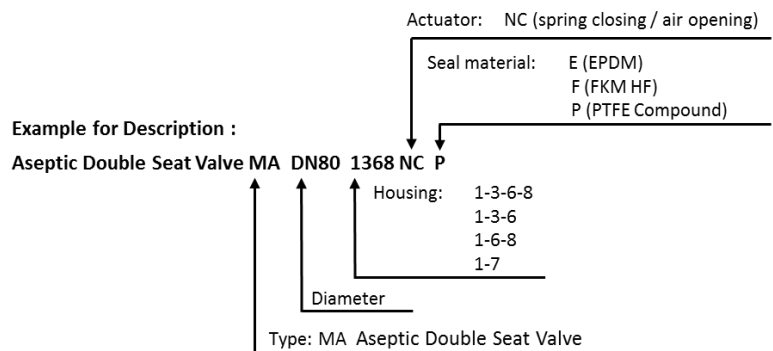 Actuator: NC (spring closing / air opening)
Seal material: E (EPDM)
F (FKM HF)
P (PTFE Compound)
Example for Description :
Aseptic Double Seat Valve MA DN80 1368 NC P
Housing: 1-3-6-8
1-3-6
1-6-8
1-7
Diameter
Type: MA Aseptic Double Seat Valve